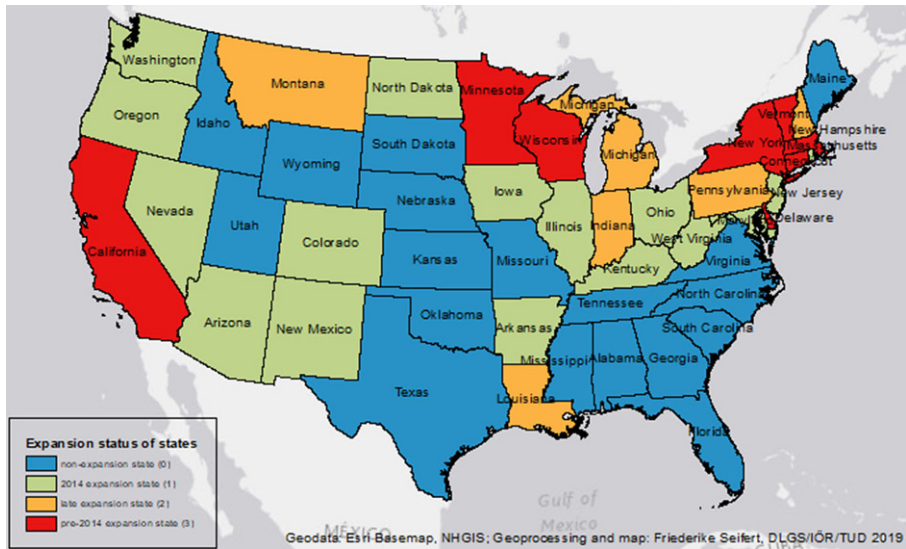 Washington
Montana
North Dakota
Minnesota
Maine
Oregon
Idaho
Wisconsin
Michigan
Vermont
New Hampshire
South Dakota
New York
Massachusetts
Wyoming
Michigan
Connecticut
Nevada
Iowa
Pennsylvania
New Jersey
Nebraska
Ohio
Utah
Illinois
Indiana
Delaware
California
Colorado
West Virginia
Kansas
Missouri
Virginia
Kentucky
North Carolina
Tennessee
Oklahoma
Arizona
New Mexico
Arkansas
South Carolina
Mississippi
Alabama
Georgia
Texas
Louisiana
Florida
Expansion status of states
non-expansion state (0)
2014 expansion state (1)
late expansion state (2)
pre-2014 expansion state (3)
Gulf of
Mexico
MÉXICO
Geodata: Esri Basemap, NHGIS; Geoprocessing and map: Friederike Seifert, DLGS/IÖR/TUD 2019